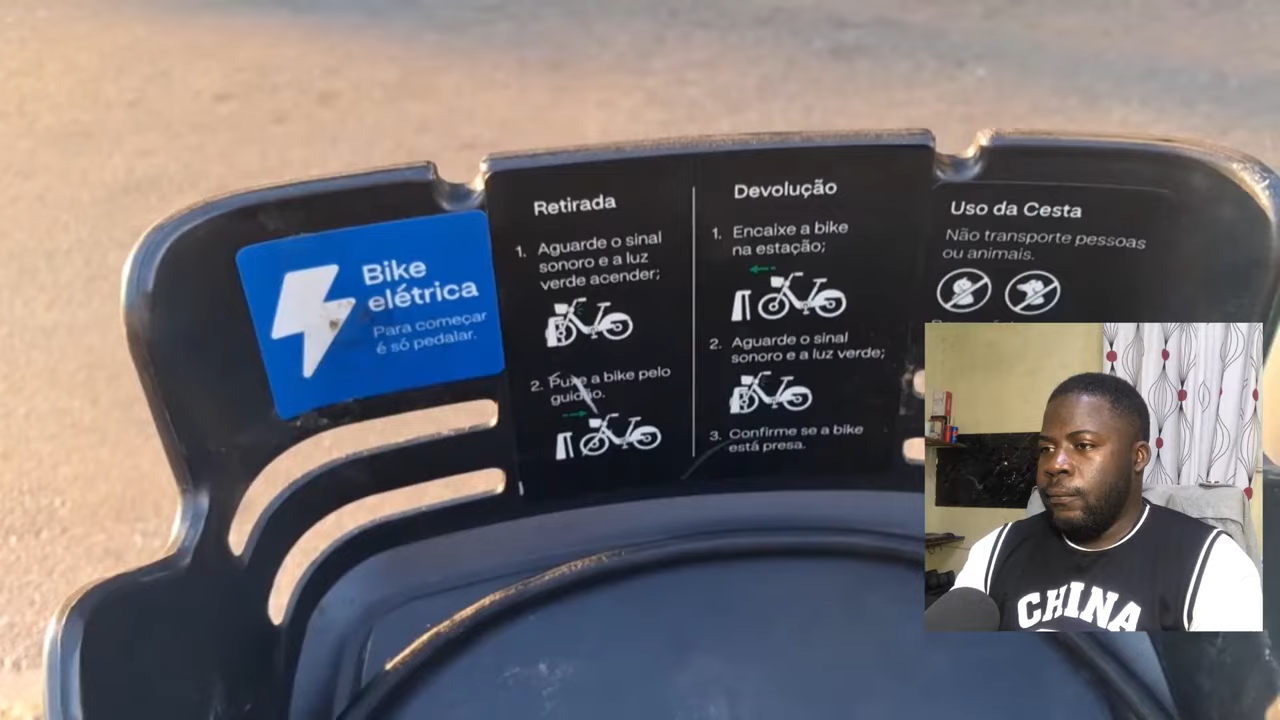 Bike
elétrica
Para começar
é só pedalar.
Retirada
1. Aguarde o sinal
sonoro e a luz
verde acender;
2. Puxe a bike pelo
guidão.
Devolução
1. Encaixe a bike
na estação;
2. Aguarde o sinal
sonoro e a luz verde;
3. Confirme se a bike
está presa.
Uso da Cesta
Não transporte pessoas
ou animais.
CHINA